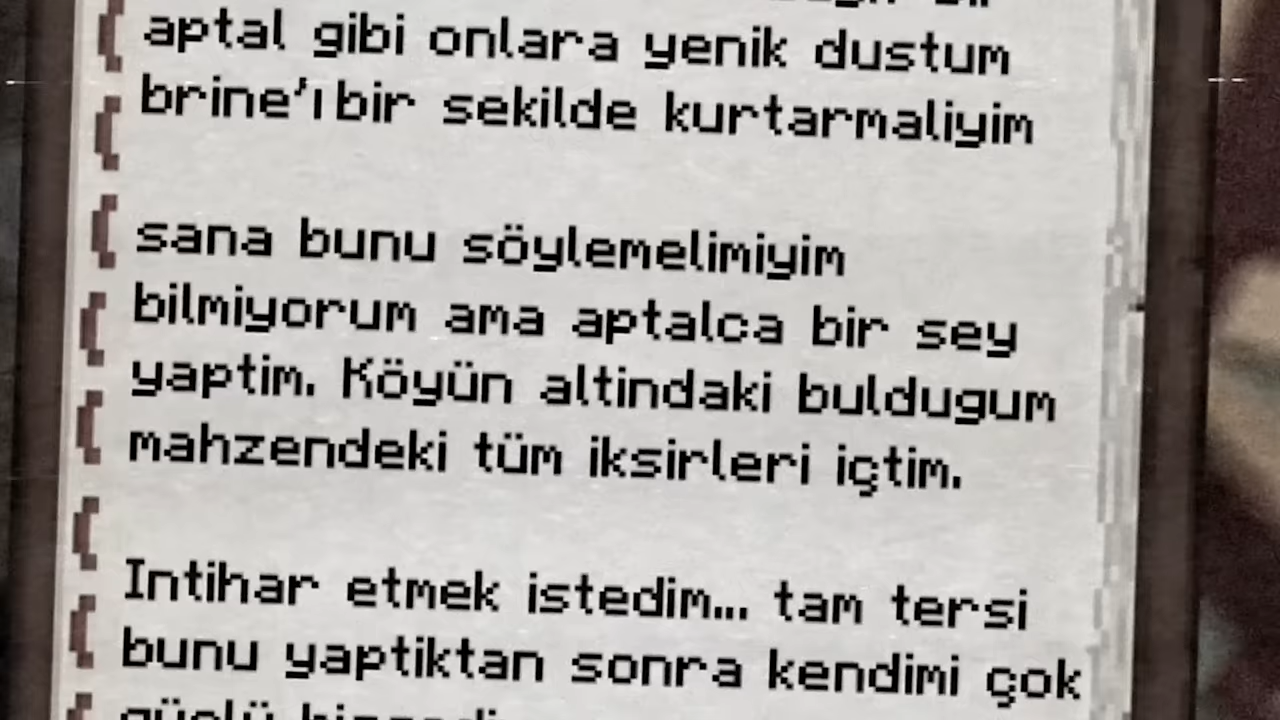 aptal gibi onlara yenik dustum
brine'ı bir sekilde kurtarmaliyim
sana bunu söylemelimiyim
bilmiyorum ama aptalca bir sey
yaptim. Köyün altindaki buldugum
mahzendeki tüm iksirleri içtim.
Intihar etmek istedim... tam tersi
bunu yaptiktan sonra kendimi çok